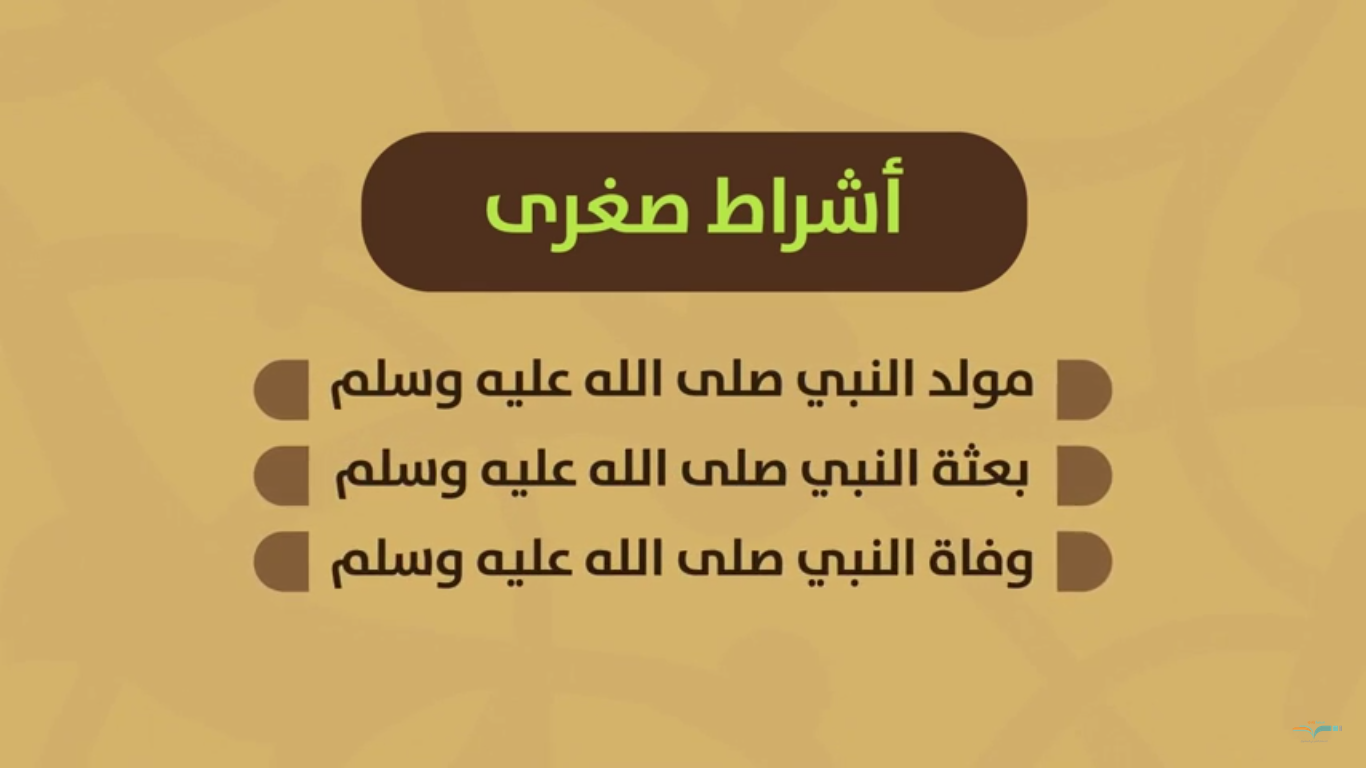 أشراط صغرى
مولد النبي صلى الله عليه وسلم
بعثة النبي صلى الله عليه وسلم
وفاة النبي صلى الله عليه وسلم